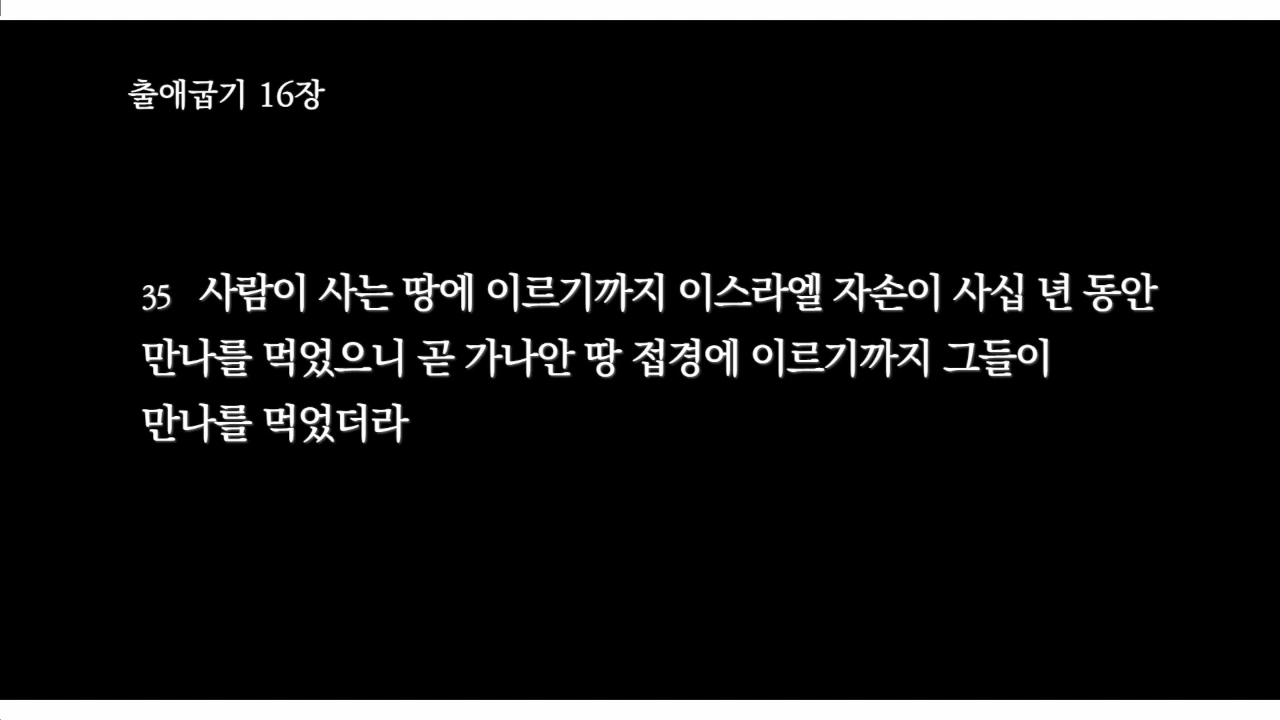 출애굽기 16장
35 사람이 사는 땅에 이르기까지 이스라엘 자손이 사십 년 동안
만나를 먹었으니 곧 가나안 땅 접경에 이르기까지 그들이
만나를 먹었더라